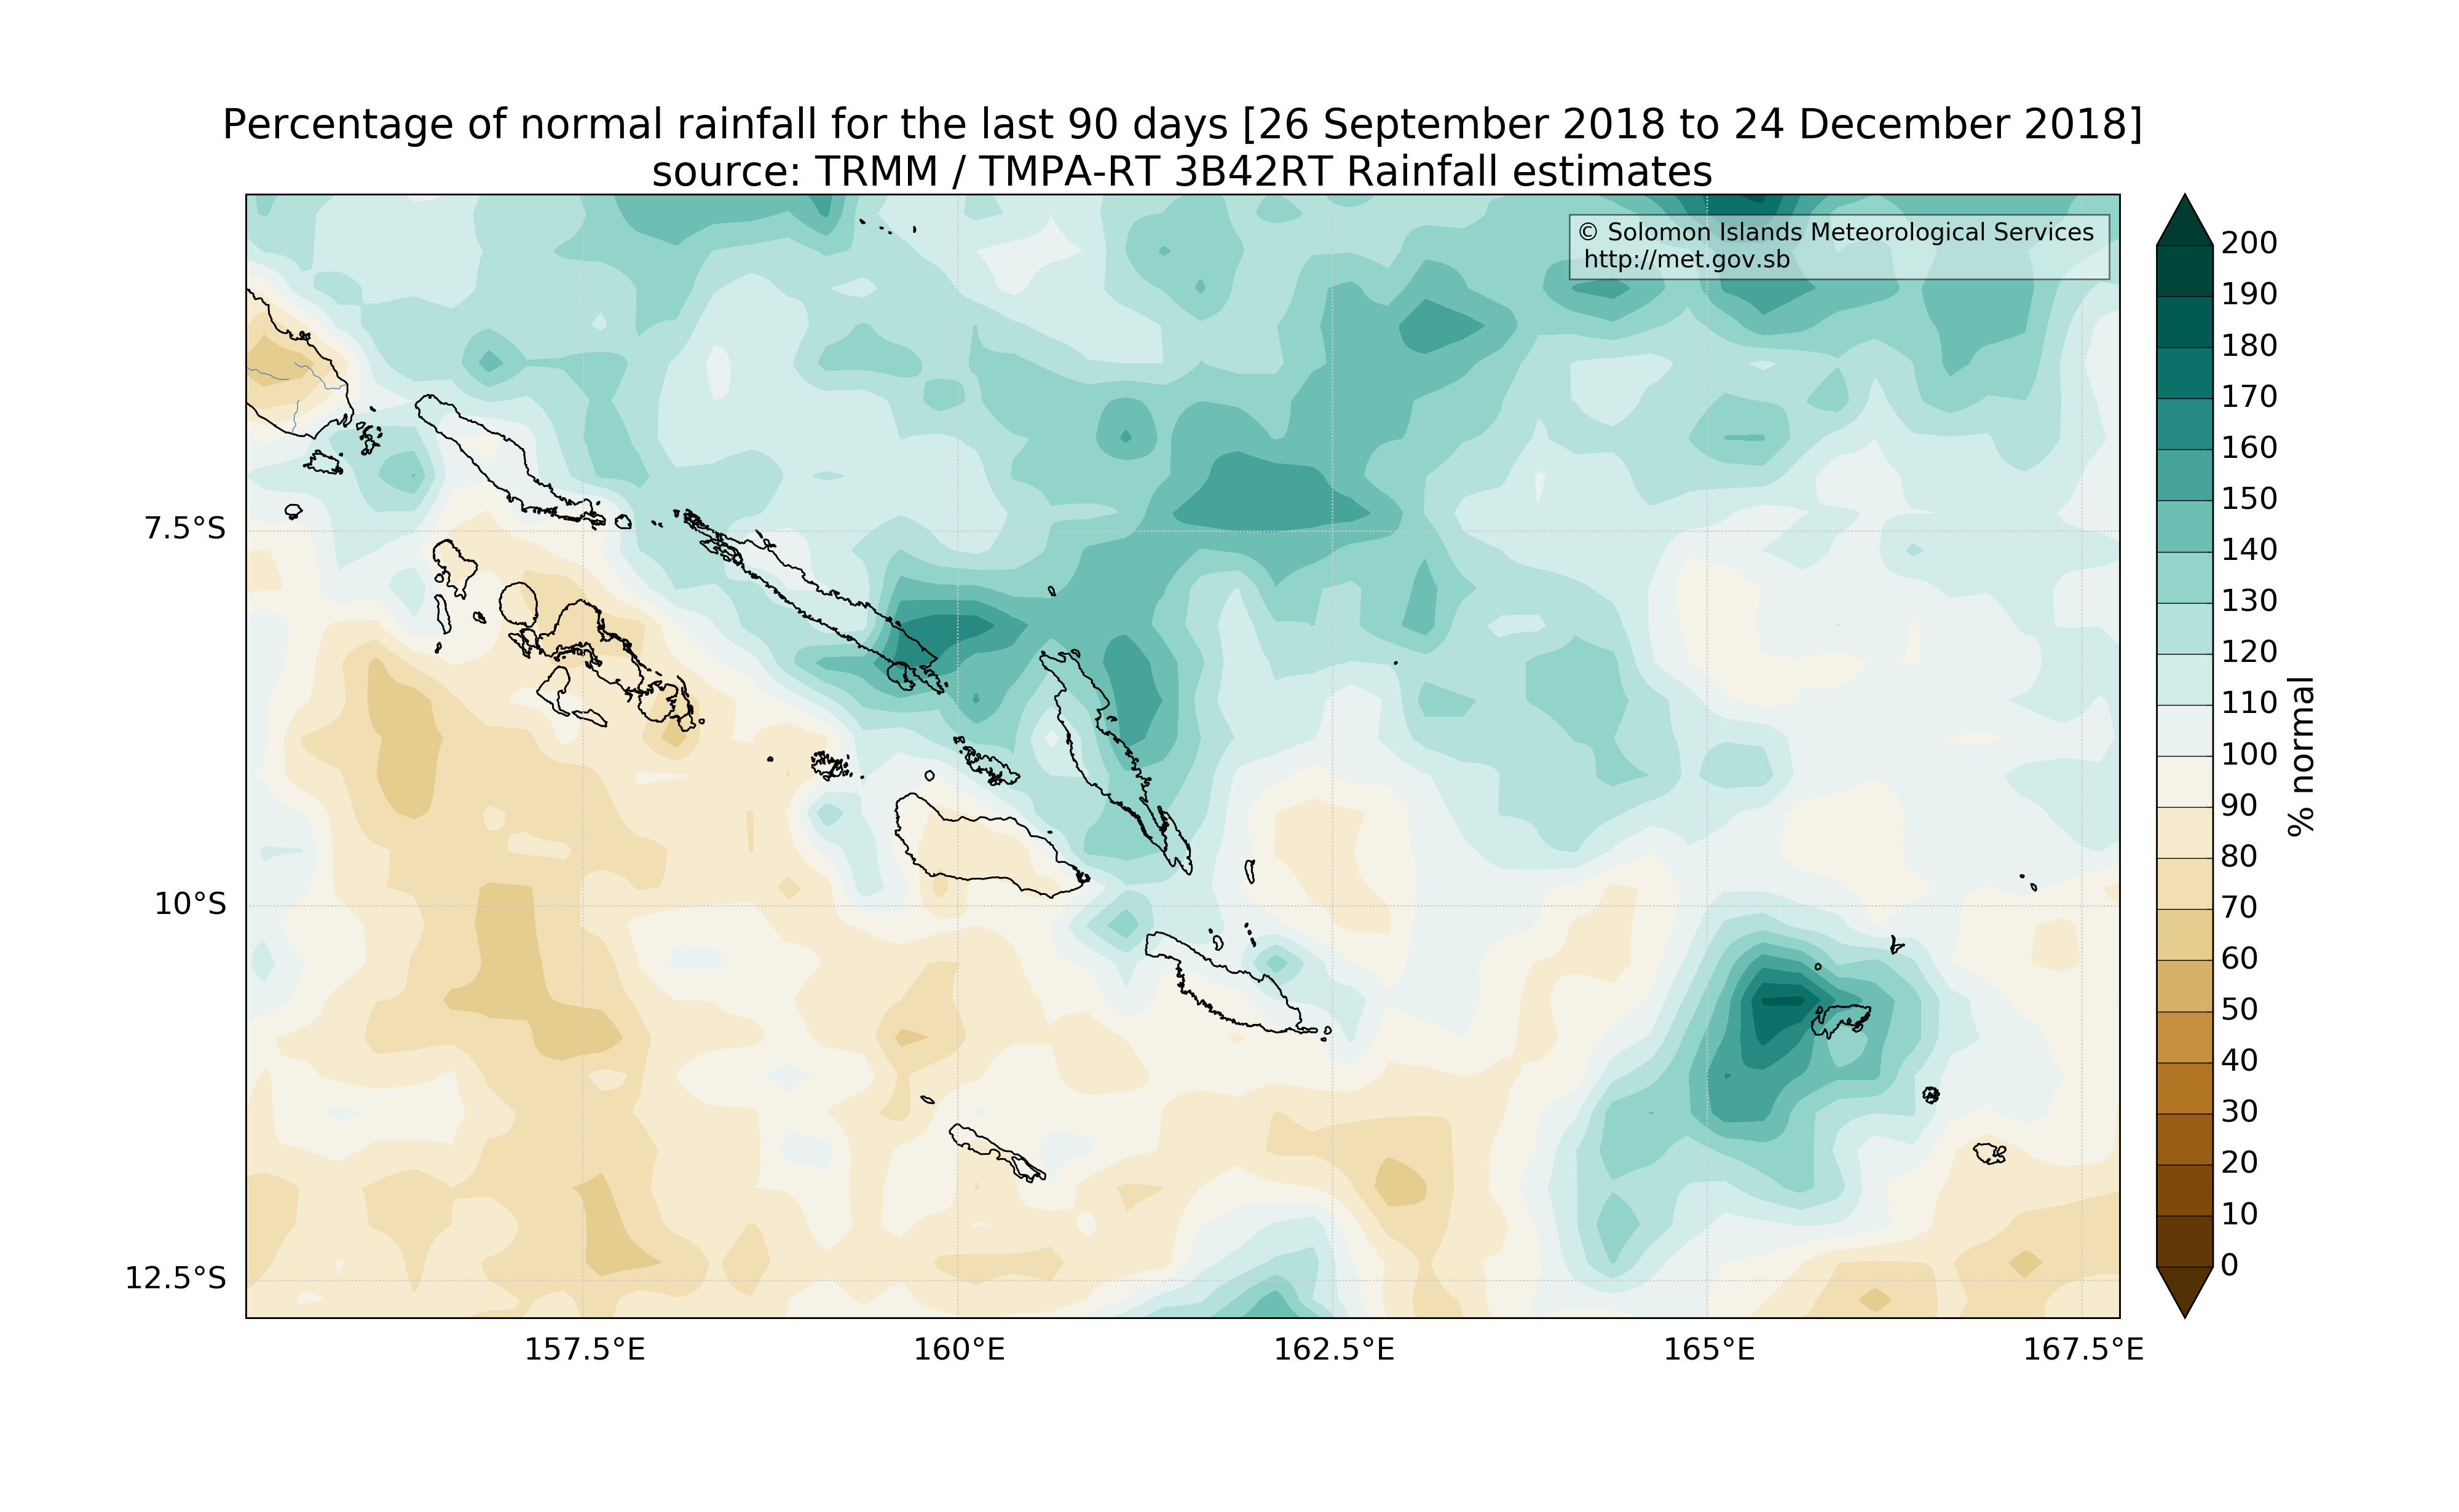 Percentage of normal rainfall for the last 90 days [26 September 2018 to 24 December 2018]
source: TRMM / TMPA-RT 3B42RT Rainfall estimates
© Solomon Islands Meteorological Services
http://met.gov.sb
7.5°S
10°S
12.5°S
157.5°E
160°E
162.5°E
165°E
167.5°E
200
190
180
170
160
150
140
130
120
110
100
90
80
70
60
50
40
30
20
10
0
% normal